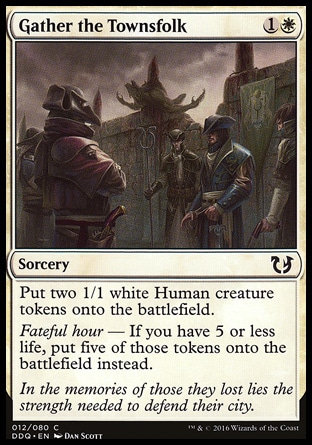 Gather the Townsfolk 1
Sorcery
Put two 1/1 white Human creature
tokens onto the battlefield.
Fateful hour — If you have 5 or less
life, put five of those tokens onto the
battlefield instead.
In the memories of those they lost lies the
strength needed to defend their city.
012/080 C
DDQ • EN DAN SCOTT
™ & © 2016 Wizards of the Coast